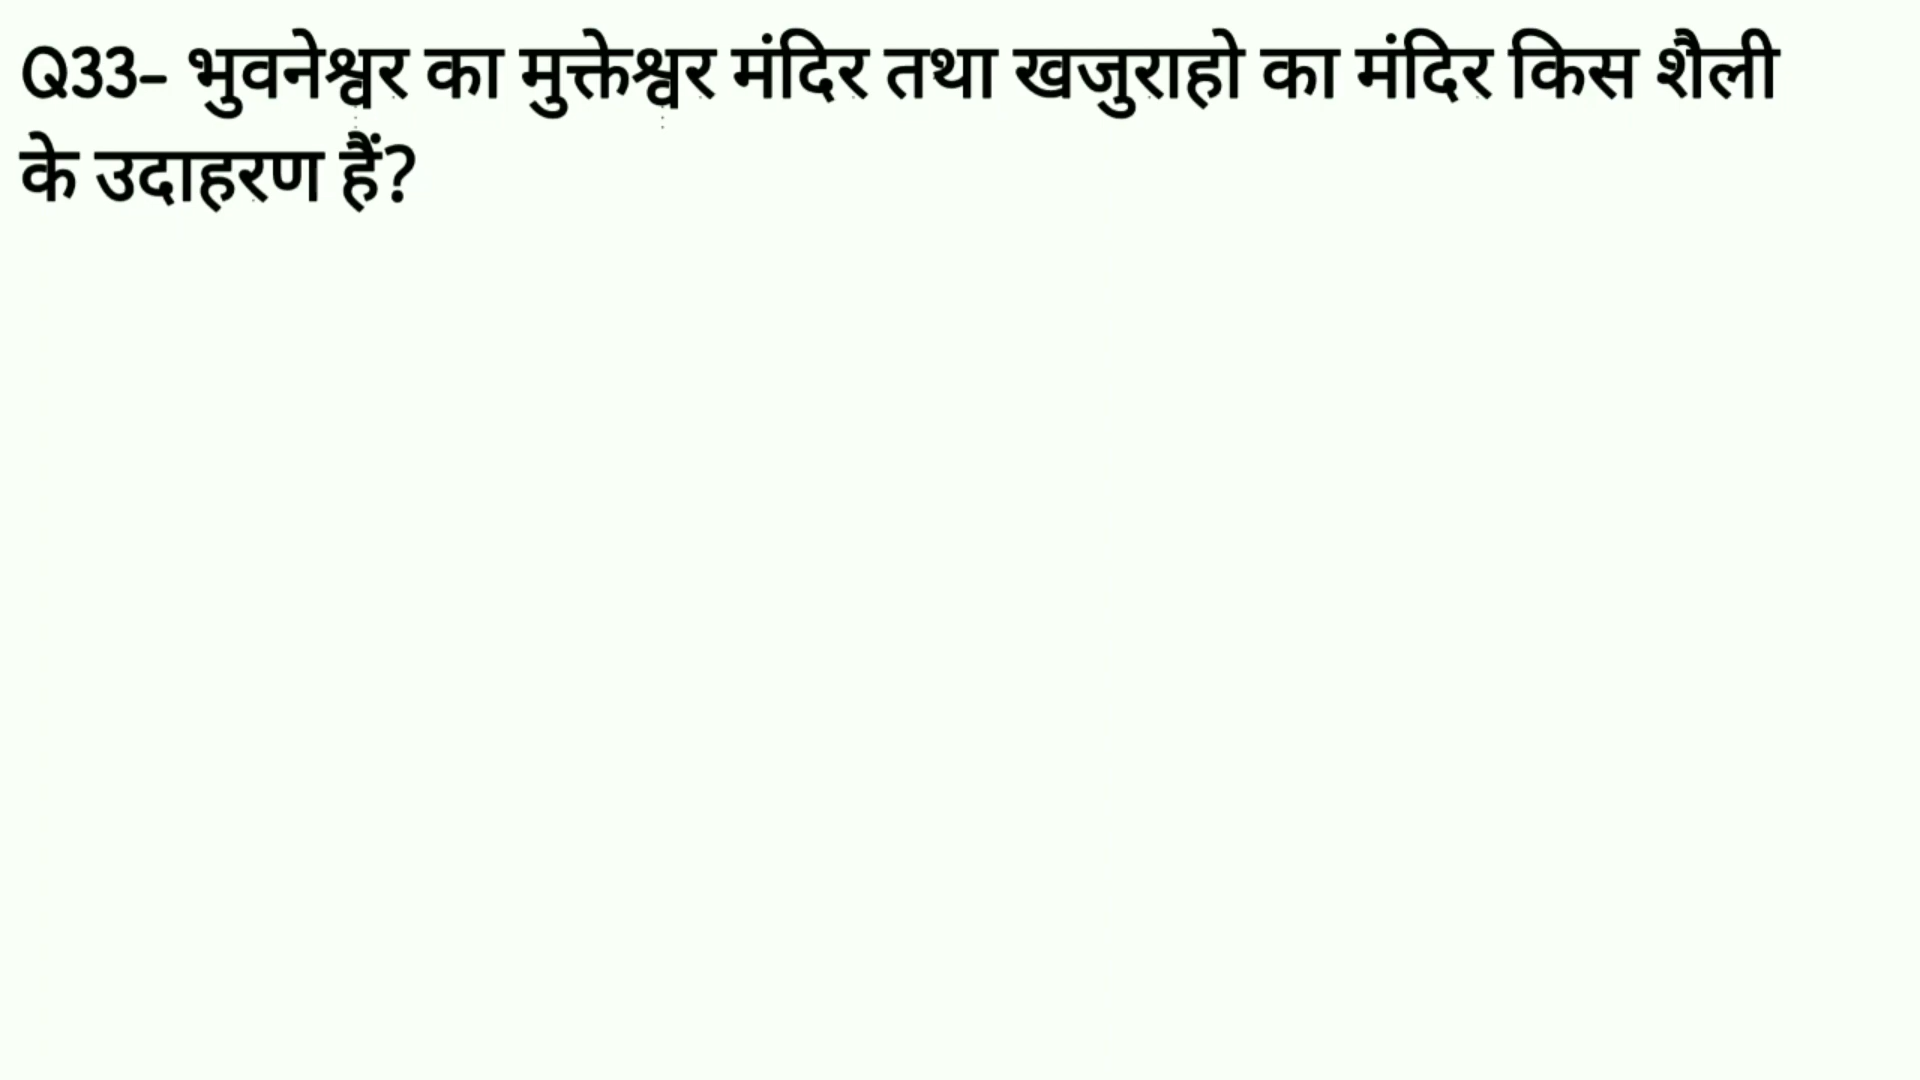 Q33- भुवनेश्वर का मुक्तेश्वर मंदिर तथा खजुराहो का मंदिर किस शैली
के उदाहरण हैं?